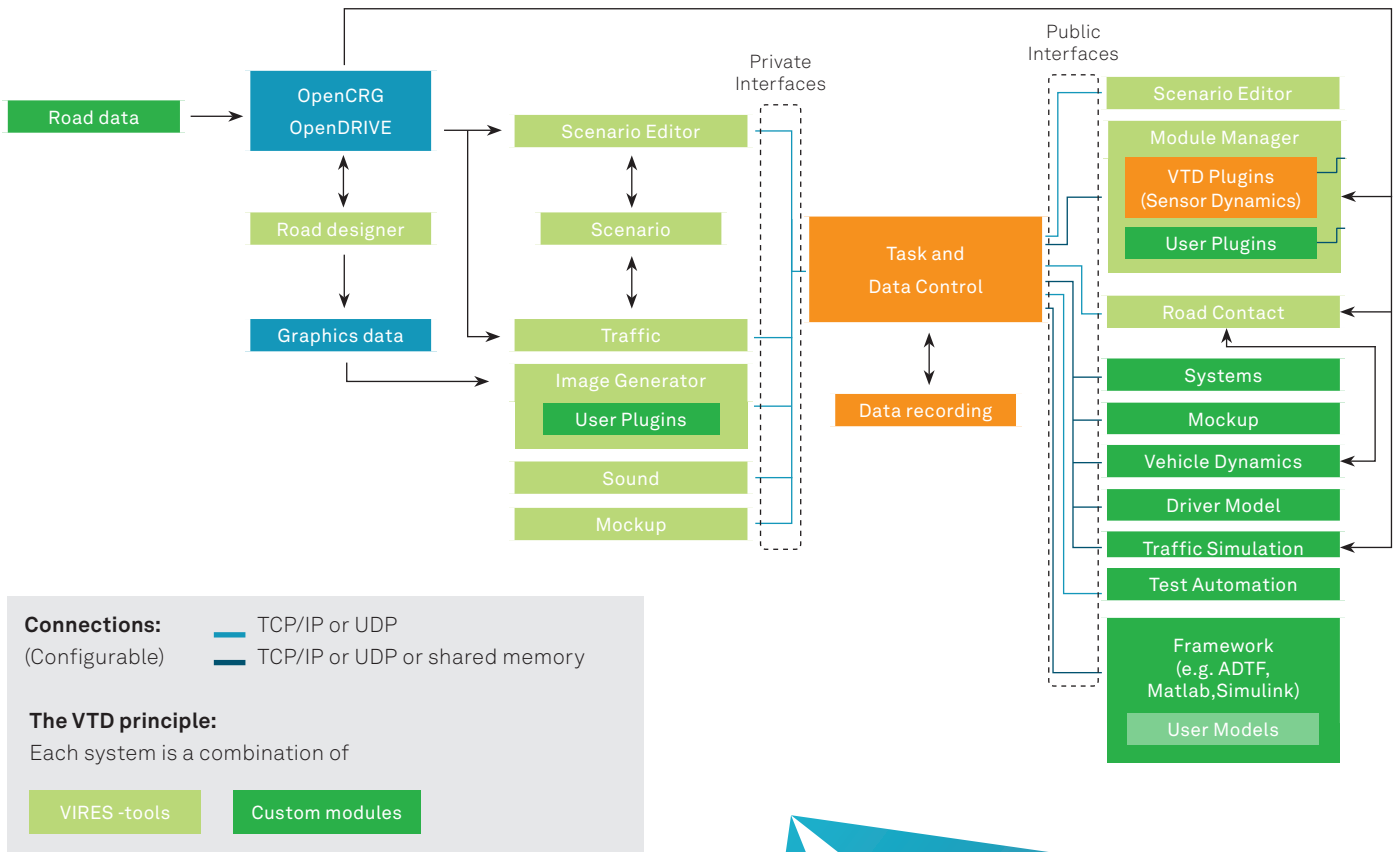 Public
Interfaces
Private
Interfaces
Road data
OpenCRG
OpenDRIVE
Road designer
Graphics data
Scenario Editor
Scenario
Traffic
Image Generator
User Plugins
Sound
Mockup
Task and
Data Control
Data recording
Scenario Editor
Module Manager
VTD Plugins
(Sensor Dynamics)
User Plugins
Road Contact
Systems
Mockup
Vehicle Dynamics
Driver Model
Traffic Simulation
Test Automation
Framework
(e.g. ADTF,
Matlab,Simulink)
User Models
Connections:
TCP/IP or UDP
(Configurable)
TCP/IP or UDP or shared memory
The VTD principle:
Each system is a combination of
VIRES -tools
Custom modules